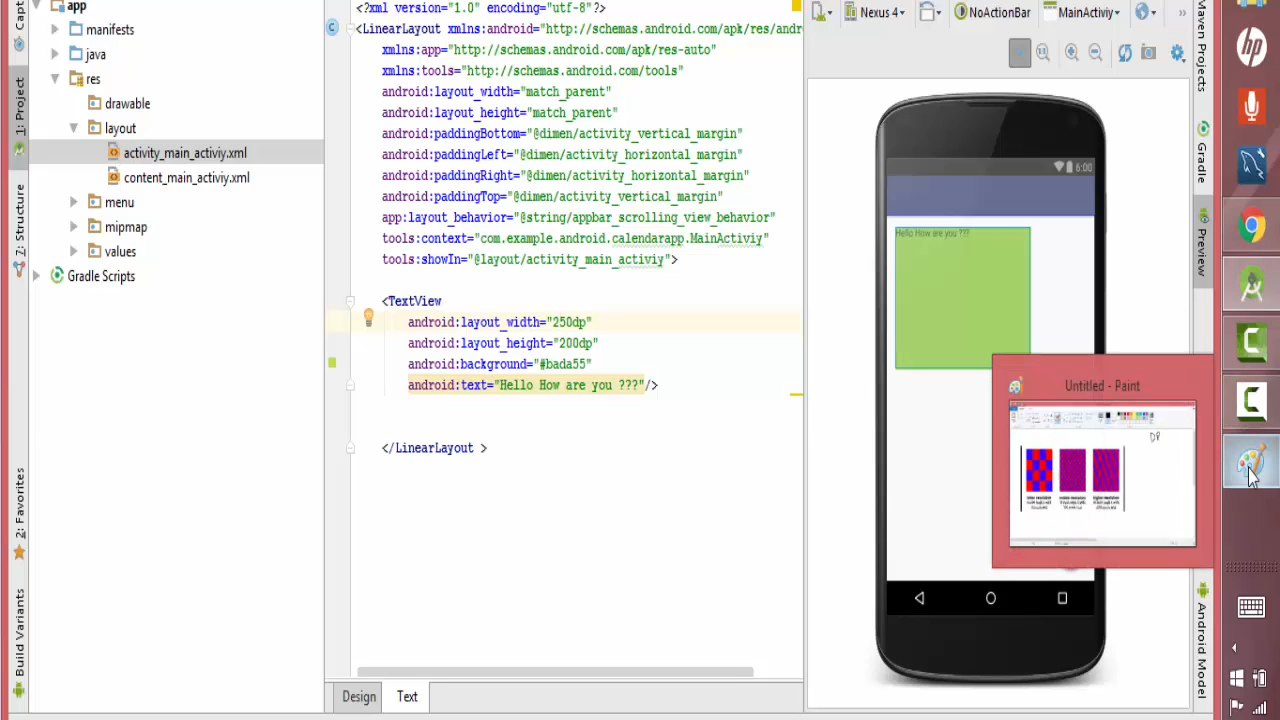 Capt
1: Project
7: Structure
2: Favorites
Build Variants
app
manifests
java
res
drawable
layout
activity_main_activiy.xml
content_main_activiy.xml
menu
mipmap
values
Gradle Scripts
<?xml version="1.0" encoding="utf-8"?>
<LinearLayout xmlns:android="http://schemas.android.com/apk/res/andro
xmlns:app="http://schemas.android.com/apk/res-auto"
xmlns:tools="http://schemas.android.com/tools"
android:layout_width="match_parent"
android:layout_height="match_parent"
android:paddingBottom="@dimen/activity_vertical_margin"
android:paddingLeft="@dimen/activity_horizontal_margin"
android:paddingRight="@dimen/activity_horizontal_margin"
android:paddingTop="@dimen/activity_vertical_margin"
app:layout_behavior="@string/appbar_scrolling_view_behavior"
tools:context="com.example.android.calendarapp.MainActiviy"
tools:showIn="@layout/activity_main_activiy">
<TextView
android:layout_width="250dp"
android:layout_height="200dp"
android:background="#bada55"
android:text="Hello How are you ???"/>
</LinearLayout >
Design
Text
Nexus 4
NoActionBar
MainActiviy
6:00
Hello How are you ???
Untitled - Paint
DP
Maven Projects
Gradle
Preview
Android Model
hp